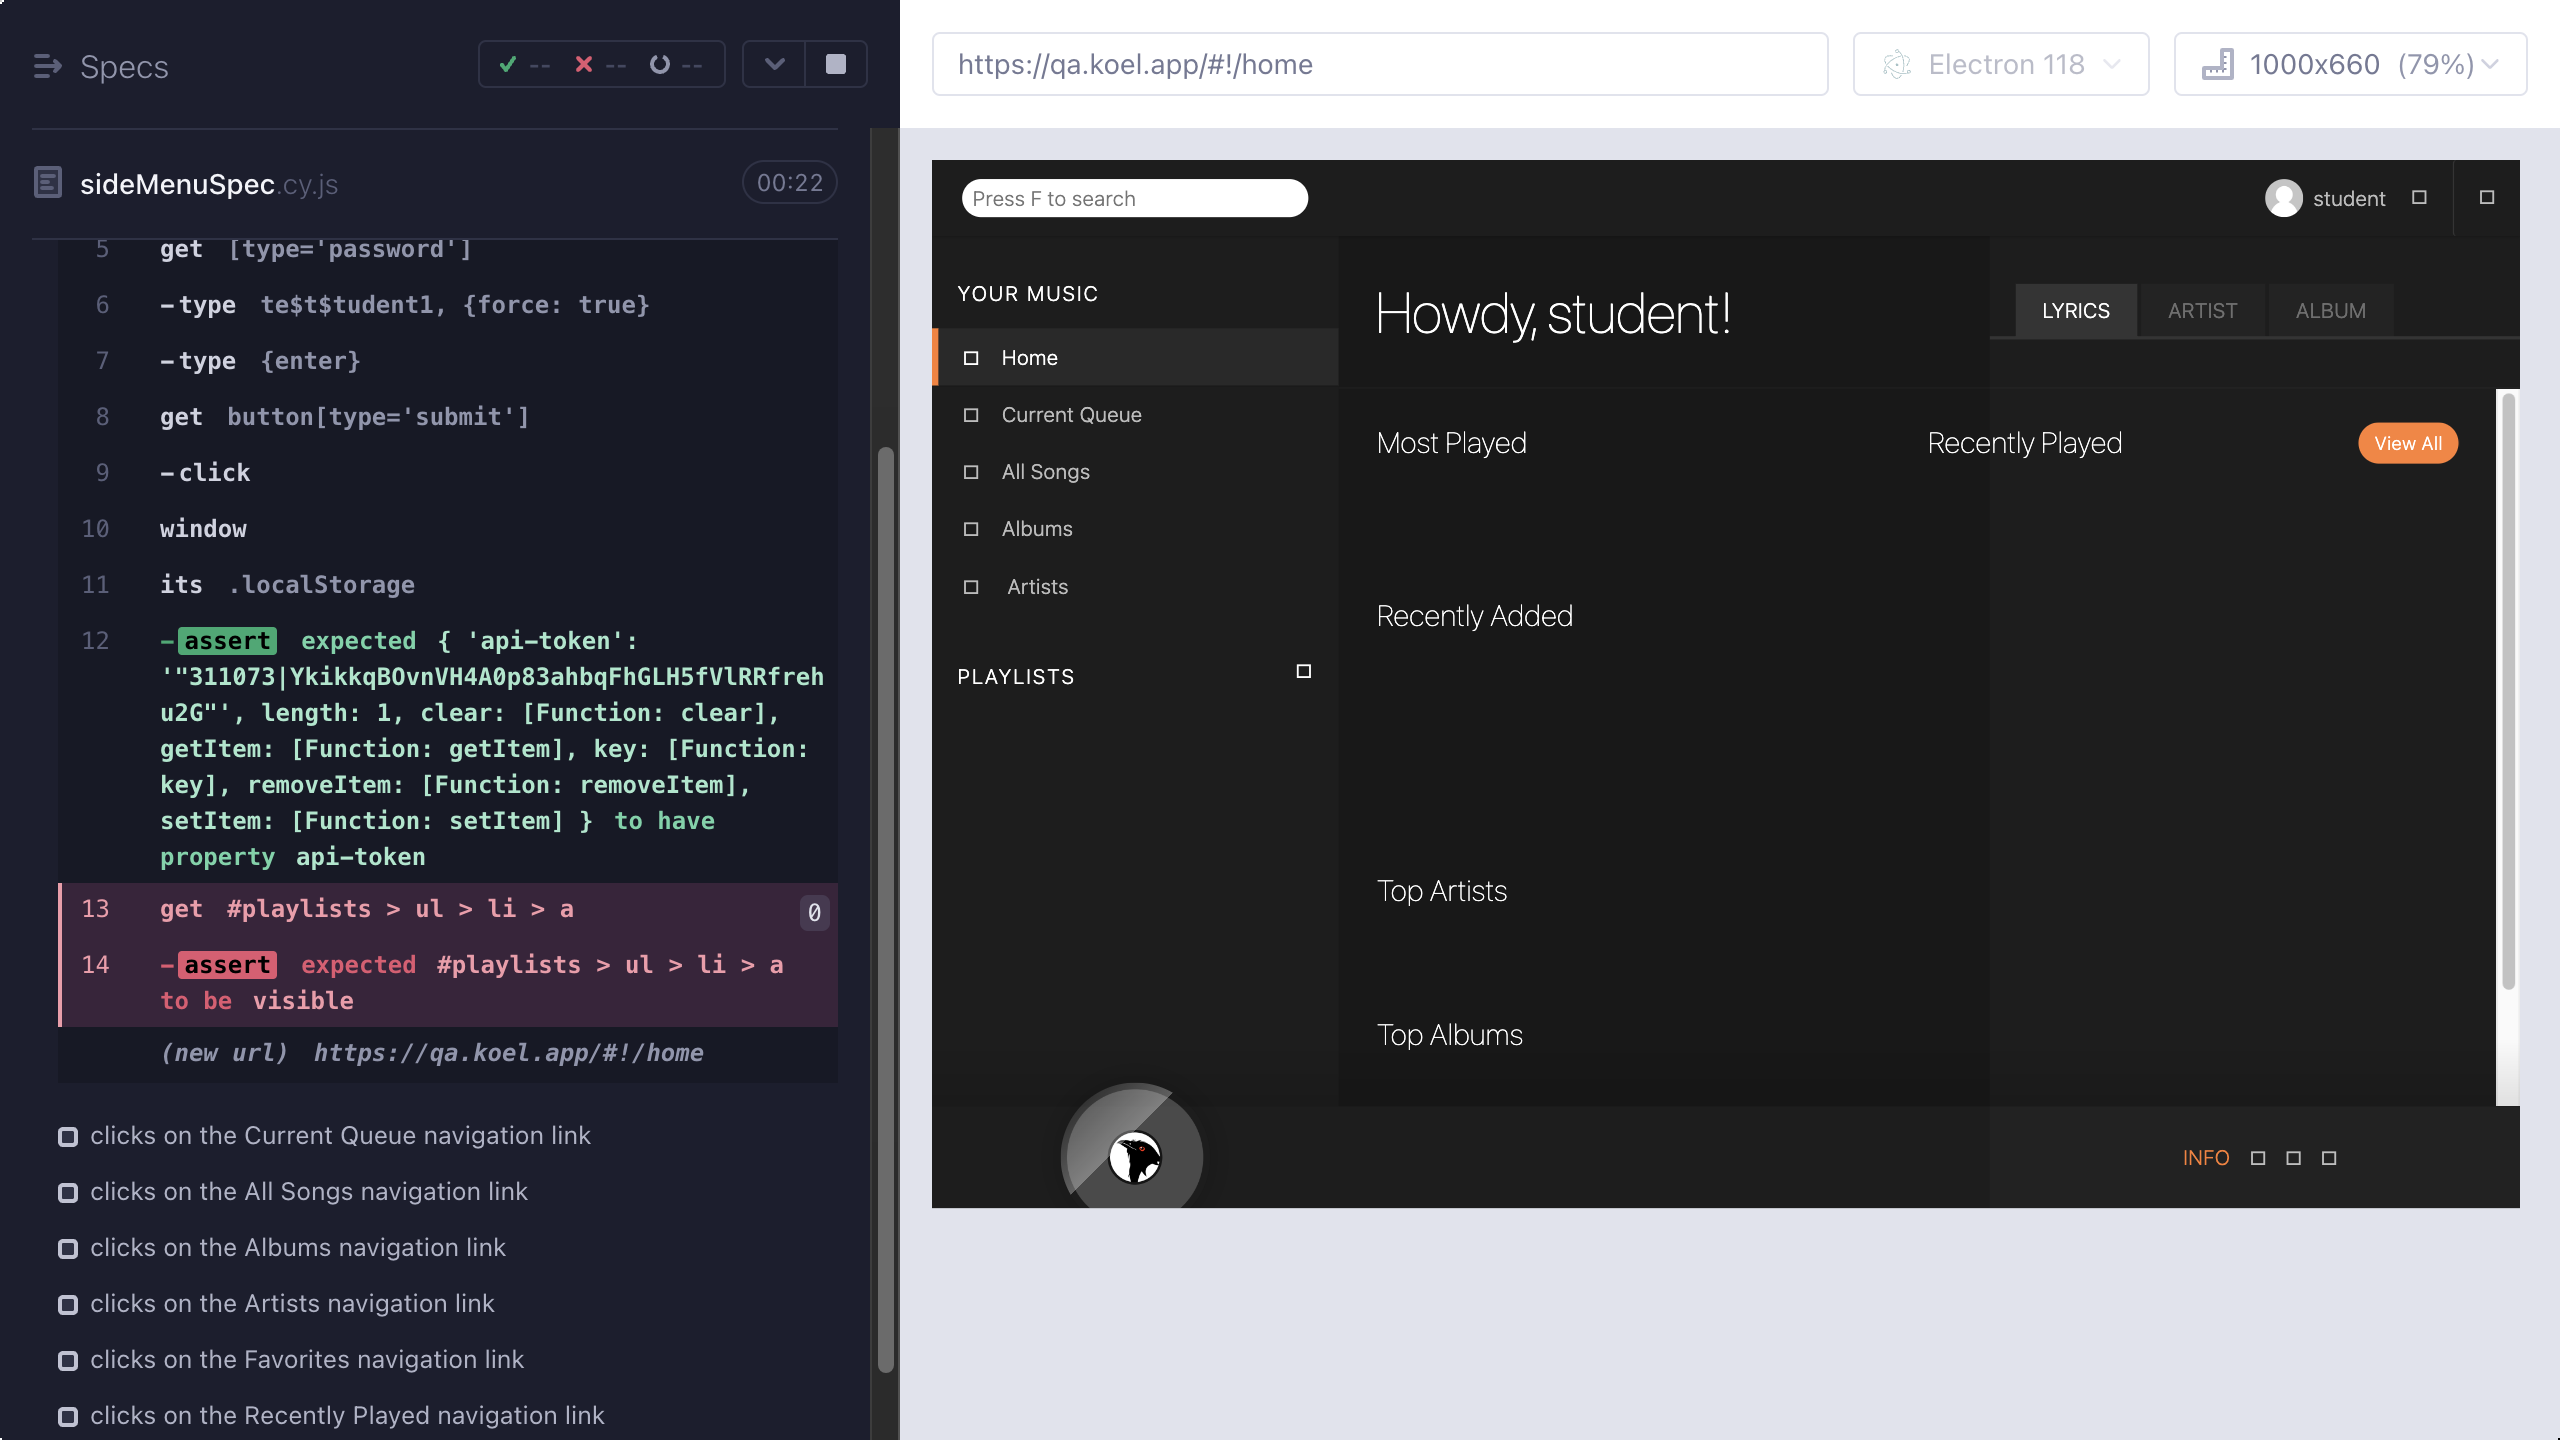 Specs
-- -- --
sideMenuSpec.cy.js
00:22
5 get [type='password']
6 -type te$t$tudent1, {force: true}
7 -type {enter}
8 get button[type='submit']
9 -click
10 window
11 its .localStorage
12 -assert expected { 'api-token':
'"311073|YkikkqBOvnVH4A0p83ahbqFhGLH5fVlRRfreh
u2G"', length: 1, clear: [Function: clear],
getItem: [Function: getItem], key: [Function:
key], removeItem: [Function: removeItem],
setItem: [Function: setItem] } to have
property api-token
13 get #playlists > ul > li > a 0
14 -assert expected #playlists > ul > li > a
to be visible
(new url) https://qa.koel.app/#!/home
clicks on the Current Queue navigation link
clicks on the All Songs navigation link
clicks on the Albums navigation link
clicks on the Artists navigation link
clicks on the Favorites navigation link
clicks on the Recently Played navigation link
https://qa.koel.app/#!/home
Electron 118
1000x660 (79%)
Press F to search
student
YOUR MUSIC
Home
Current Queue
All Songs
Albums
Artists
PLAYLISTS
Howdy, student!
LYRICS ARTIST ALBUM
Most Played
Recently Played
View All
Recently Added
Top Artists
Top Albums
INFO